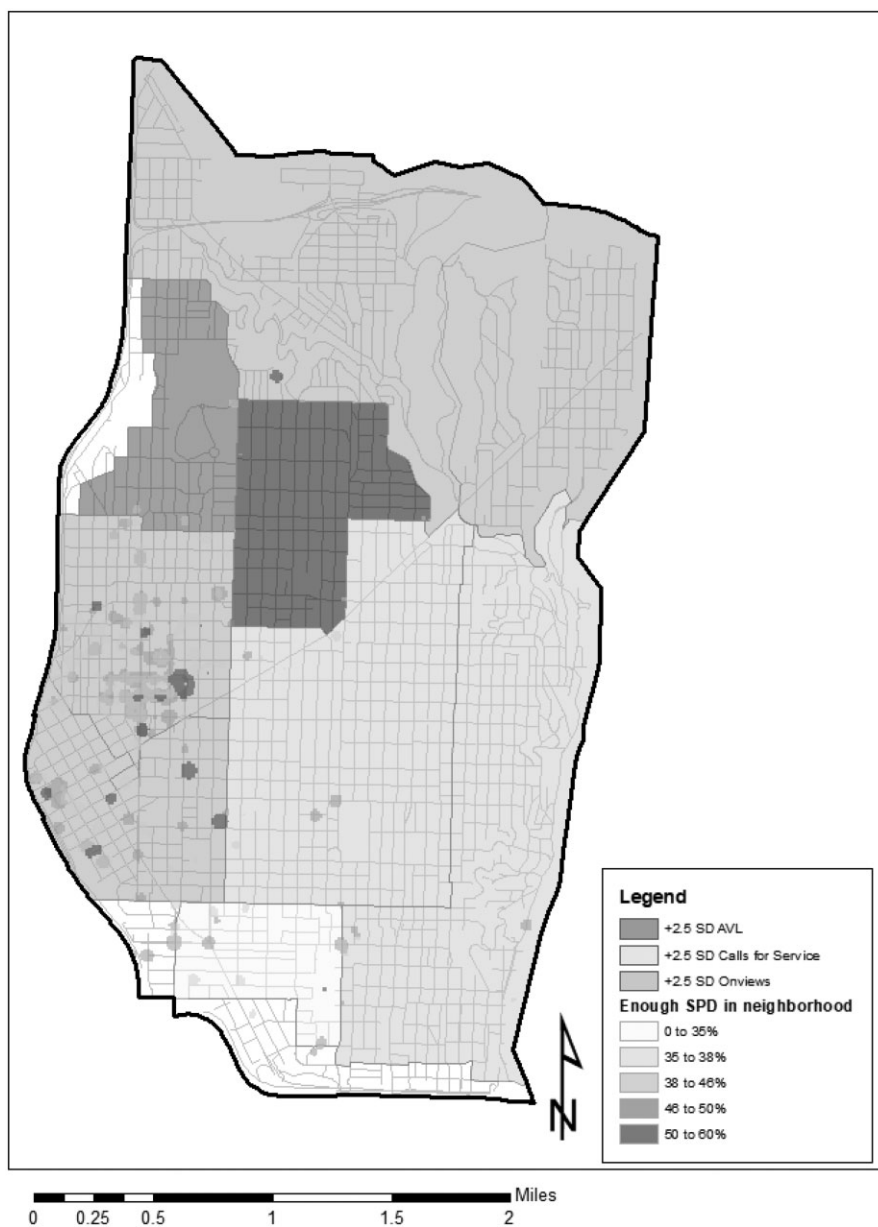 Legend
+2.5 SD AVL
+2.5 SD Calls for Service
+2.5 SD Onviews
Enough SPD in neighborhood
0 to 35%
35 to 38%
38 to 46%
46 to 50%
50 to 60%
N
Miles
0 0.25 0.5 1 1.5 2